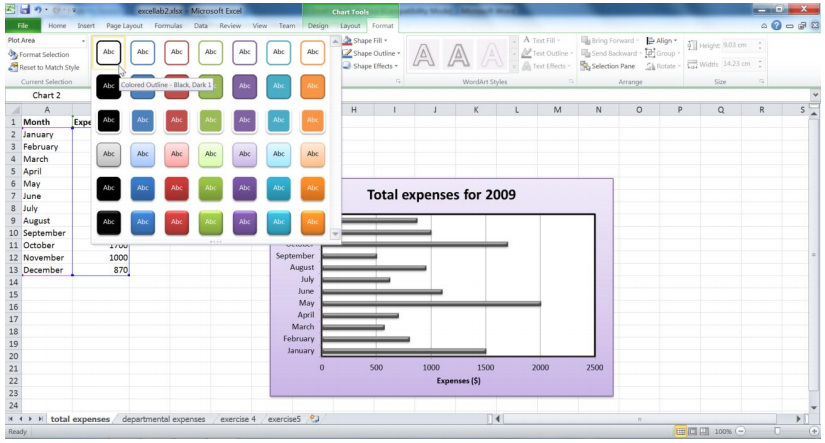 excellab2.xlsx - Microsoft Excel
Chart Tools
File Home Insert Page Layout Formulas Data Review View Team Design Layout Format
Plot Area
Format Selection
Reset to Match Style
Current Selection
Abc Abc Abc Abc Abc Abc Abc
Abc Abc Abc Abc Abc Abc
Colored Outline - Black, Dark 1
Abc Abc Abc Abc Abc Abc Abc
Abc Abc Abc Abc Abc Abc Abc
Abc Abc Abc Abc Abc Abc Abc
Abc Abc Abc Abc Abc Abc Abc
Shape Fill
Shape Outline
Shape Effects
A A A
Text Fill
Text Outline
Text Effects
WordArt Styles
Bring Forward
Send Backward
Selection Pane
Align
Group
Rotate
Arrange
Height: 9.03 cm
Width: 14.23 cm
Size
Chart 2
A H I J K L M N O P Q R S
1 Month Expe
2 January
3 February
4 March
5 April
6 May
7 June
8 July
9 August
10 September
11 October 1700
12 November 1000
13 December 870
14
15
16
17
18
19
20
21
22
23
24
Total expenses for 2009
October
September
August
July
June
May
April
March
February
January
0 500 1000 1500 2000 2500
Expenses ($)
total expenses departmental expenses exercise 4 exercise5
Ready
100%